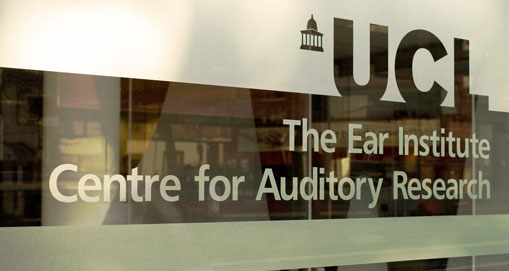 UCL
The Ear Institute
Centre for Auditory Research